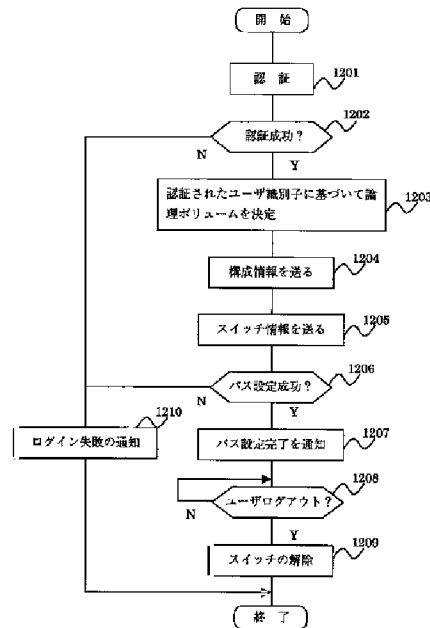 開 始
認 証
1201
1202
認証成功？
N
Y
認証されたユーザ識別子に基づいて論
理ボリュームを決定
1203
1204
構成情報を送る
1205
スイッチ情報を送る
1206
パス設定成功？
N
Y
1210
ログイン失敗の通知
1207
パス設定完了を通知
1208
ユーザログアウト？
N
Y
1209
スイッチの解除
終 了